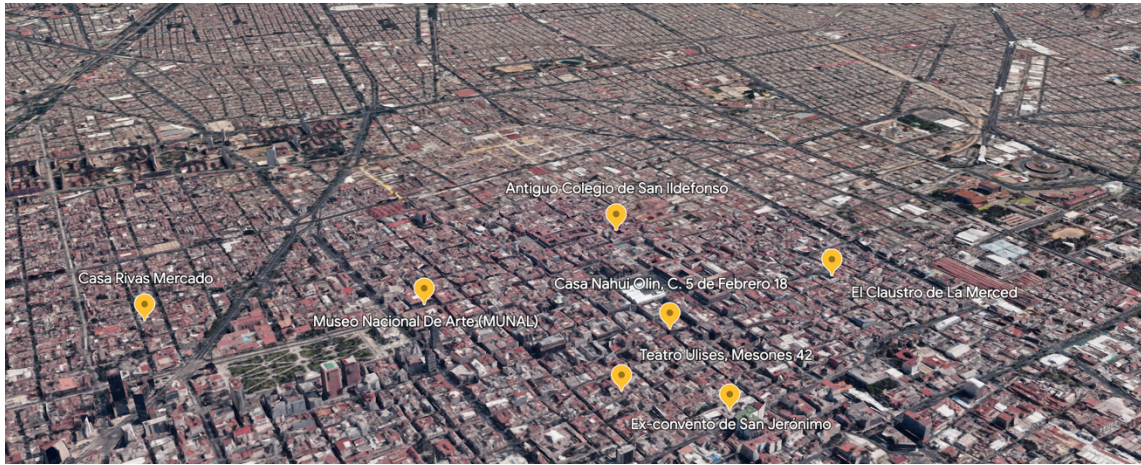 Antiguo Colegio de San Ildefonso
Casa Rivas Mercado
Casa Nahui Olin, C. 5 de Febrero 18
El Claustro de La Merced
Museo Nacional De Arte (MUNAL)
Teatro Ulises, Mesones 42
Ex-convento de San Jerónimo